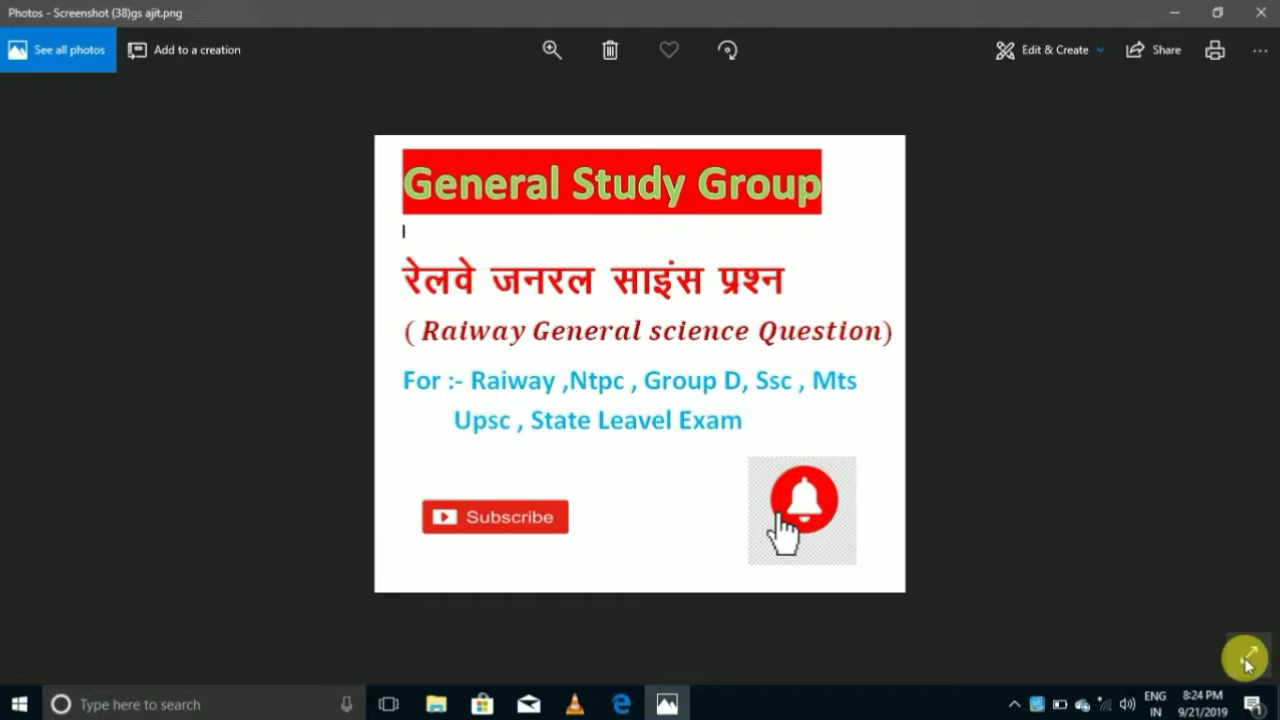 Photos - Screenshot (38)gs ajit.png
See all photos
Add to a creation
Edit & Create
Share
General Study Group
रेलवे जनरल साइंस प्रश्न
( Raiway General science Question)
For :- Raiway ,Ntpc , Group D, Ssc , Mts
Upsc , State Leavel Exam
Subscribe
Type here to search
ENG
IN
8:24 PM
9/21/2019
1